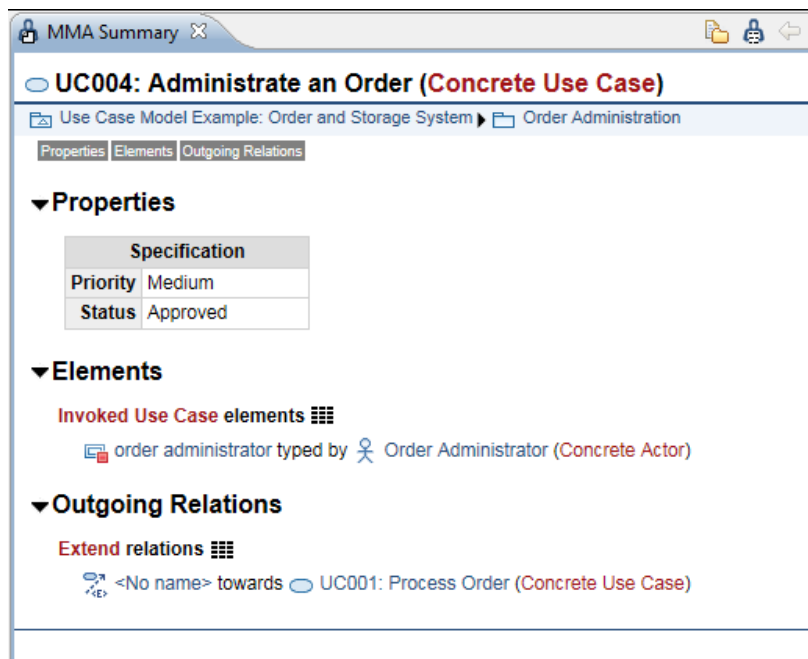 MMA Summary
UC004: Administrate an Order (Concrete Use Case)
Use Case Model Example: Order and Storage System Order Administration
Properties Elements Outgoing Relations
Properties
Specification
Priority Medium
Status Approved
Elements
Invoked Use Case elements
order administrator typed by Order Administrator (Concrete Actor)
Outgoing Relations
Extend relations
<E> <No name> towards UC001: Process Order (Concrete Use Case)